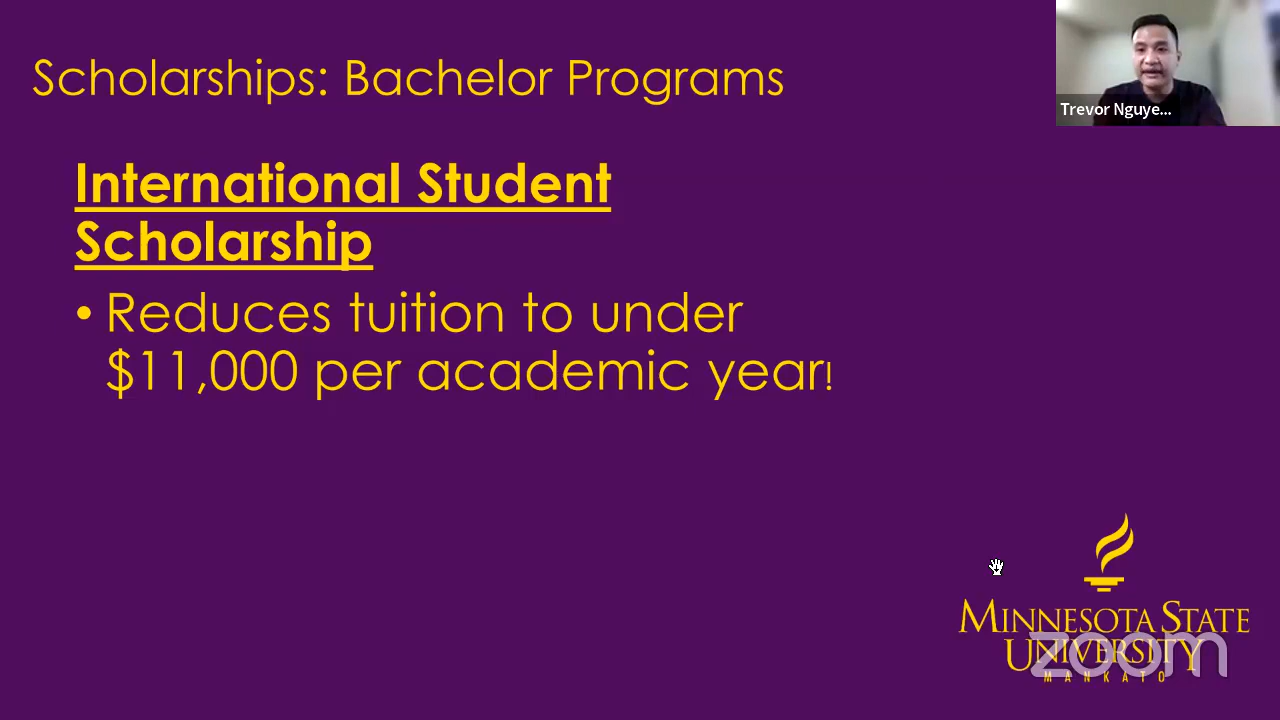 Scholarships: Bachelor Programs
Trevor Nguye...
International Student
Scholarship
• Reduces tuition to under
$11,000 per academic year!
MINNESOTA STATE
UNIVERSITY
MANKATO
zoom